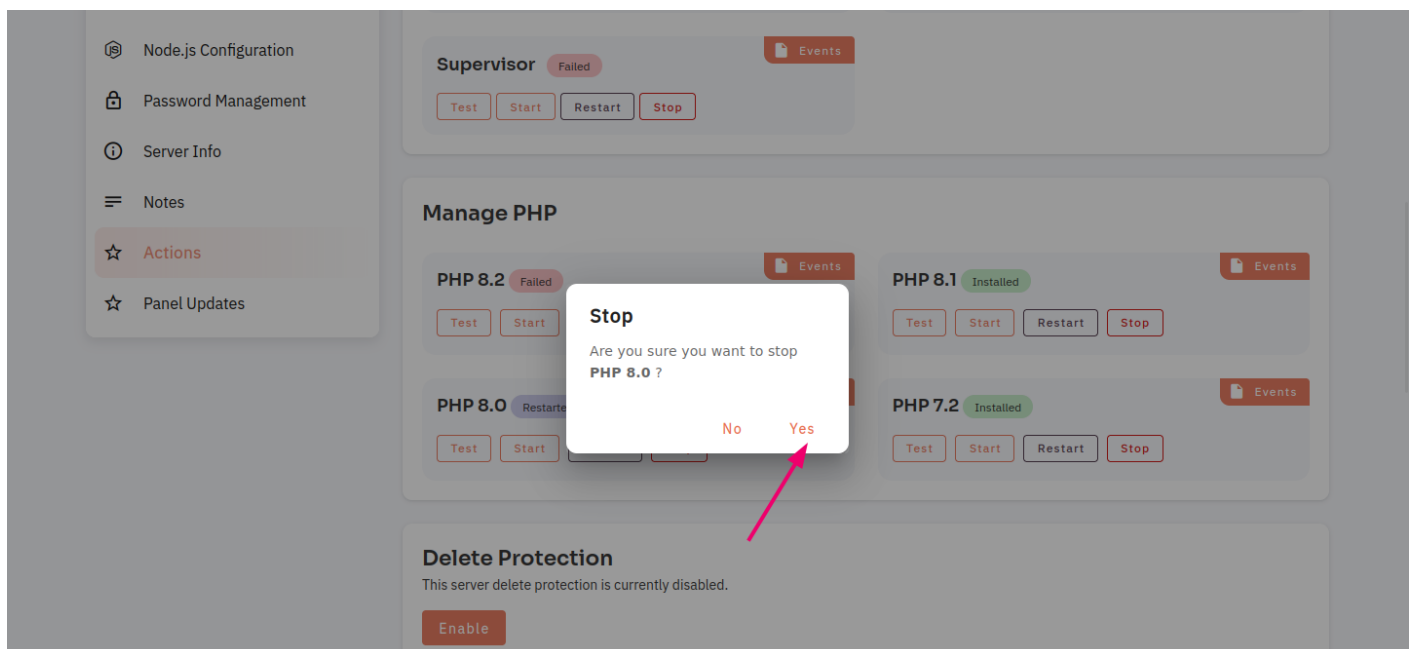 Node.js Configuration
Password Management
Server Info
Notes
Actions
Panel Updates
Supervisor Failed Events
Test Start Restart Stop
Manage PHP
PHP 8.2 Failed Events
Test Start
PHP 8.1 Installed Events
Test Start Restart Stop
Stop
Are you sure you want to stop
PHP 8.0 ?
No Yes
PHP 8.0
Test Start
PHP 7.2 Installed Events
Test Start Restart Stop
Delete Protection
This server delete protection is currently disabled.
Enable